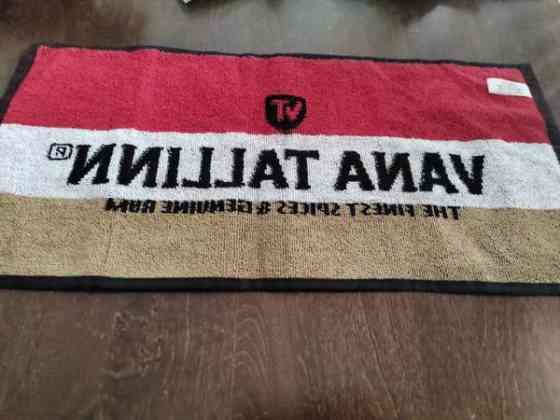 VT
VANA TALLINN®
THE FINEST SPICES & GENUINE RUM